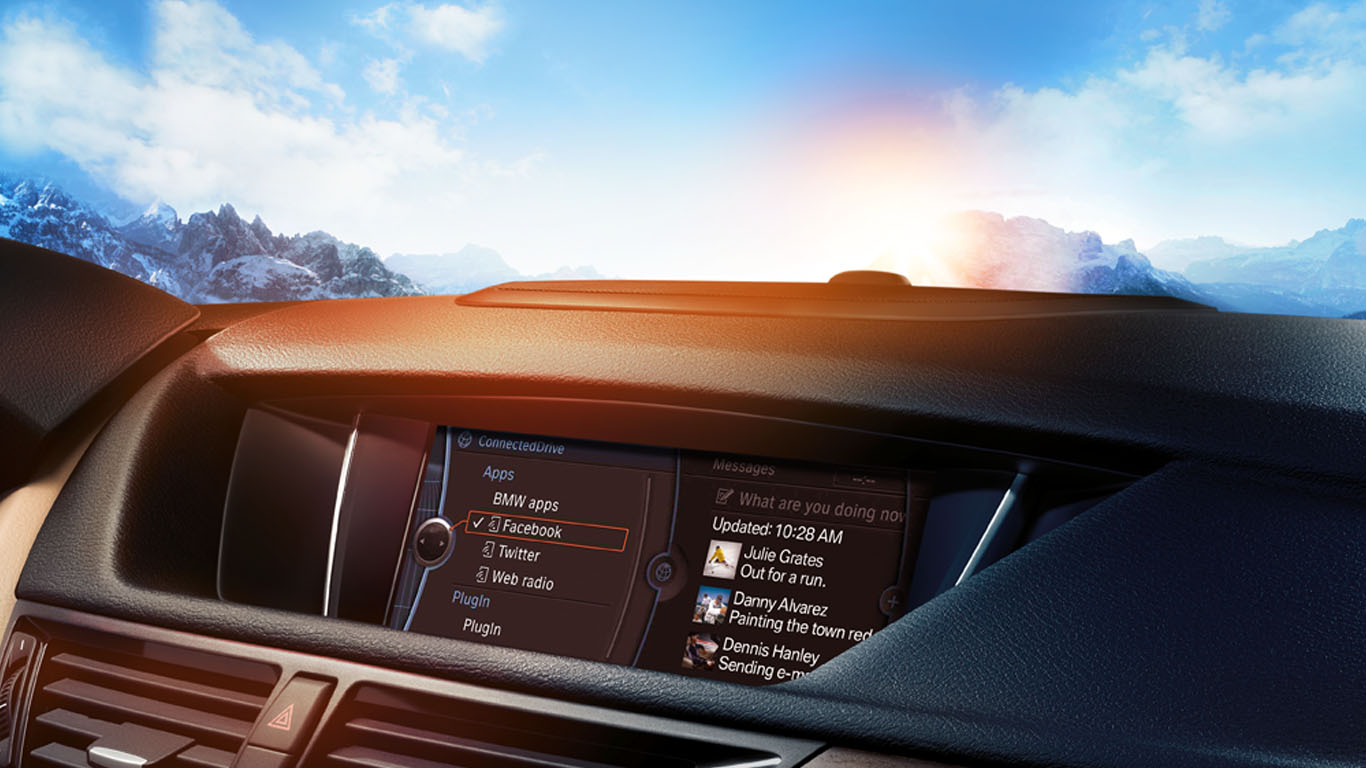 ConnectedDrive
Apps
BMW apps
Facebook
Twitter
Web radio
PlugIn
PlugIn
Messages
What are you doing now
Updated: 10:28 AM
Julie Grates
Out for a run.
Danny Alvarez
Painting the town red
Dennis Hanley
Sending